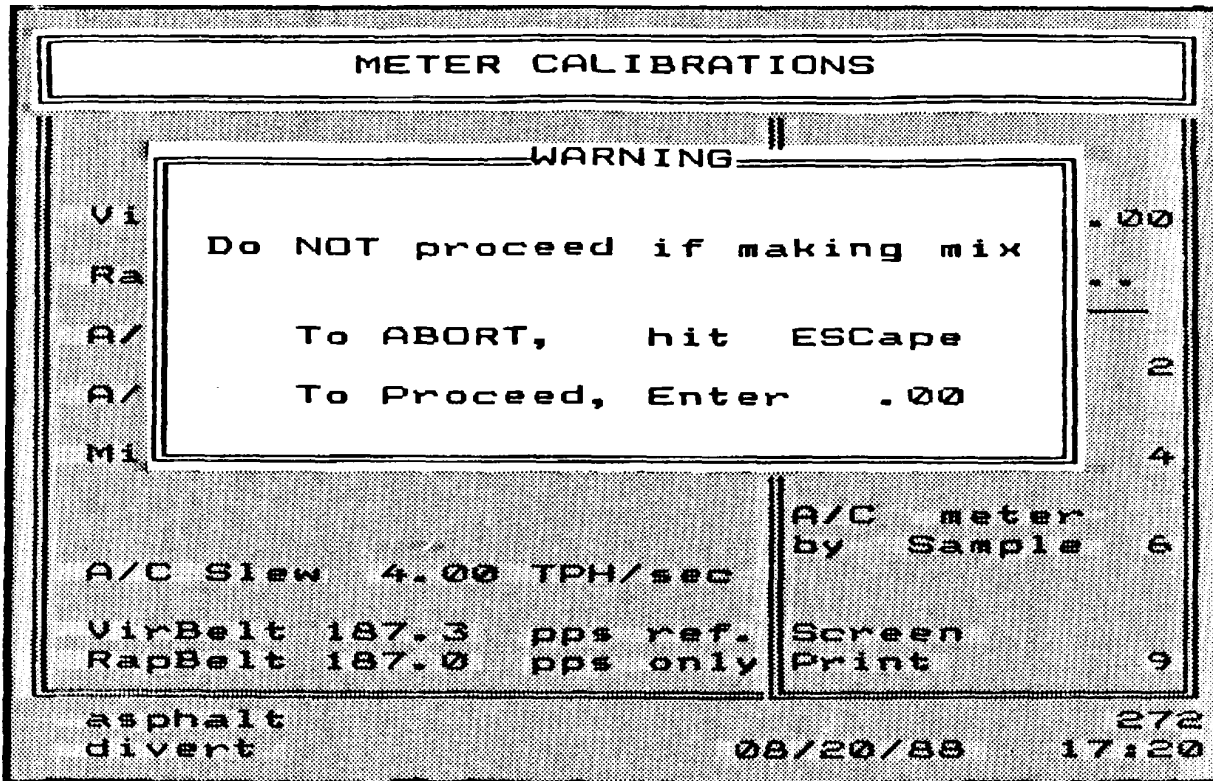 METER CALIBRATIONS
WARNING
Do NOT proceed if making mix
To ABORT, hit ESCape
To Proceed, Enter .00
Vi
.00
Ra
..
A/
2
A/
Mi
4
A/C meter
by Sample 6
A/C Slew 4.00 TPH/sec
VirBelt 187.3 pps ref.
RapBelt 187.0 pps only
Screen
Print 9
asphalt
divert
272
08/20/88 17:20